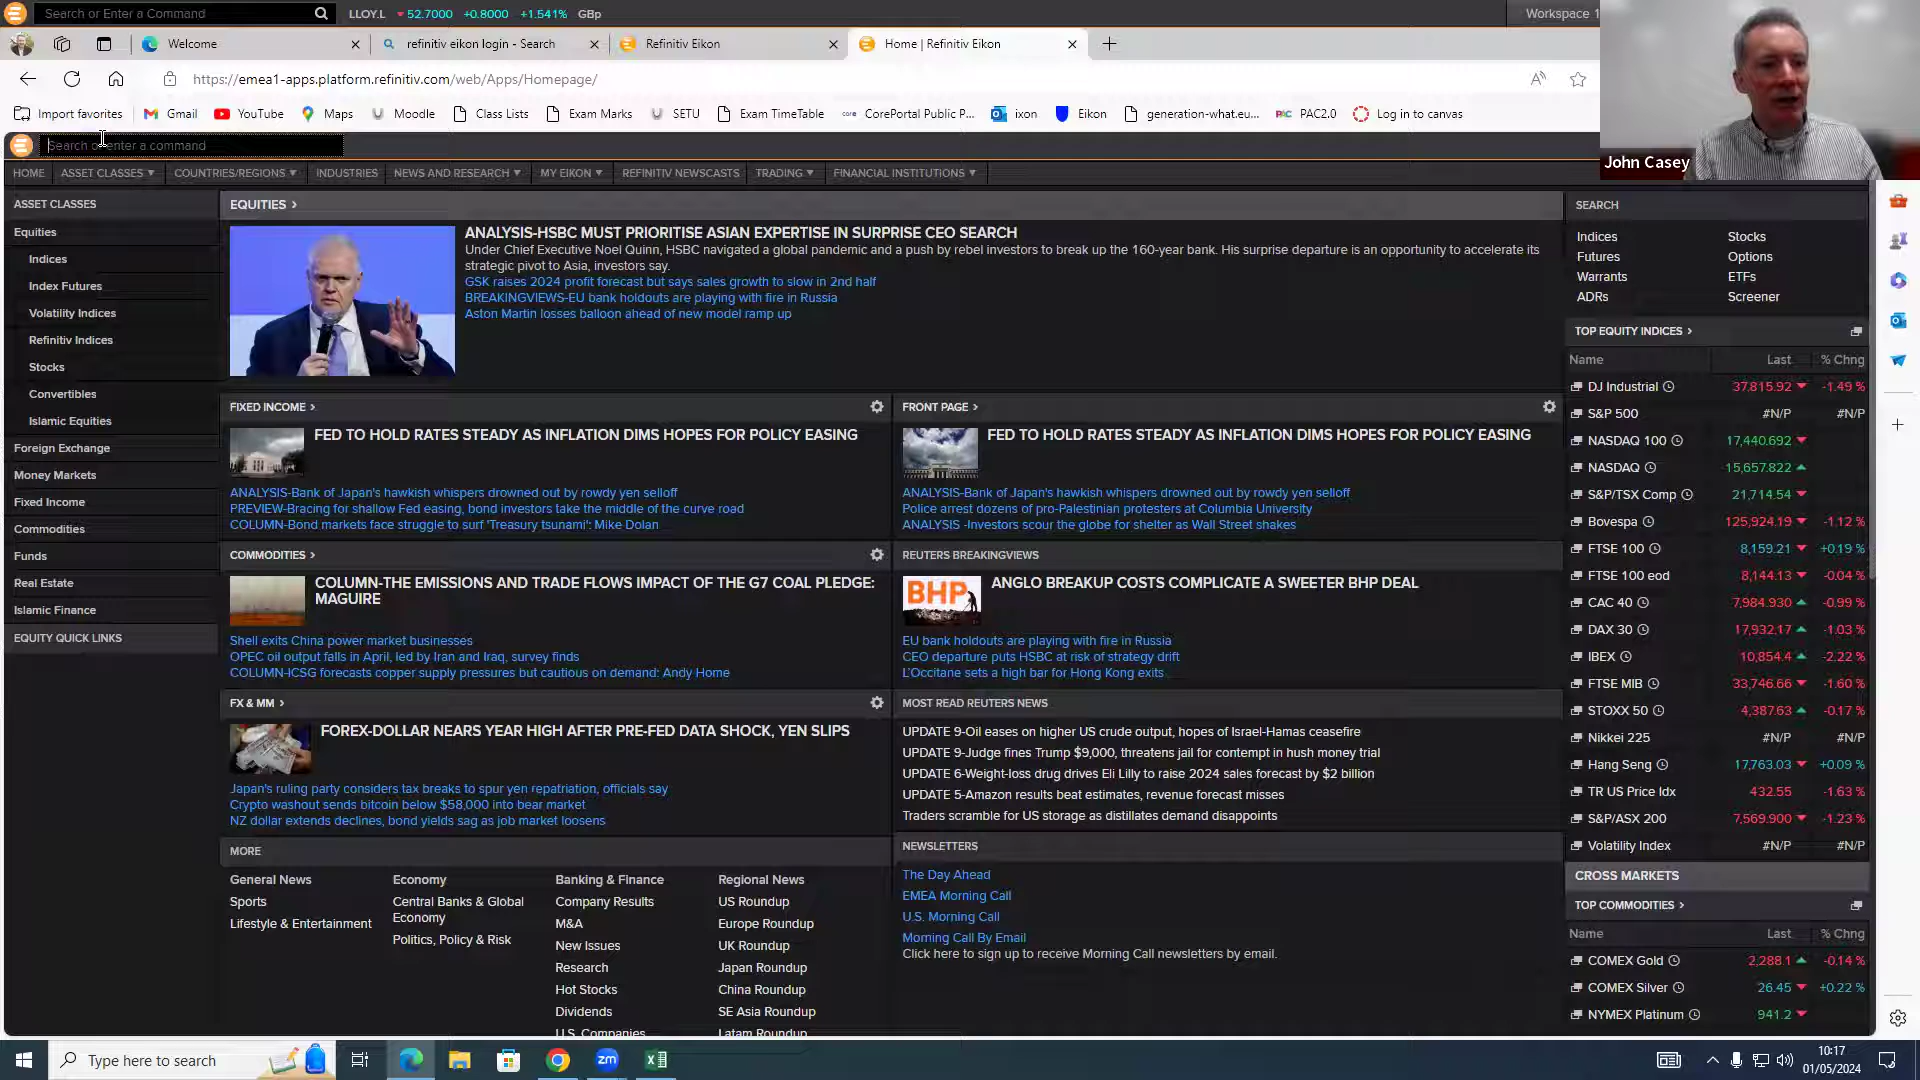 Search or Enter a Command
LLOY.L 52.7000 +0.8000 +1.541% GBp
Workspace 1
Welcome
refinitiv eikon login - Search
Refinitiv Eikon
Home | Refinitiv Eikon
https://emea1-apps.platform.refinitiv.com/web/Apps/Homepage/
Import favorites
Gmail
YouTube
Maps
Moodle
Class Lists
Exam Marks
SETU
Exam TimeTable
core CorePortal Public P...
ixon
Eikon
generation-what.eu...
PAC PAC2.0
Log in to canvas
Search or enter a command
John Casey
HOME
ASSET CLASSES
COUNTRIES/REGIONS
INDUSTRIES
NEWS AND RESEARCH
MY EIKON
REFINITIV NEWSCASTS
TRADING
FINANCIAL INSTITUTIONS
ASSET CLASSES
Equities
Indices
Index Futures
Volatility Indices
Refinitiv Indices
Stocks
Convertibles
Islamic Equities
Foreign Exchange
Money Markets
Fixed Income
Commodities
Funds
Real Estate
Islamic Finance
EQUITY QUICK LINKS
EQUITIES >
ANALYSIS-HSBC MUST PRIORITISE ASIAN EXPERTISE IN SURPRISE CEO SEARCH
Under Chief Executive Noel Quinn, HSBC navigated a global pandemic and a push by rebel investors to break up the 160-year bank. His surprise departure is an opportunity to accelerate its
strategic pivot to Asia, investors say.
GSK raises 2024 profit forecast but says sales growth to slow in 2nd half
BREAKINGVIEWS-EU bank holdouts are playing with fire in Russia
Aston Martin losses balloon ahead of new model ramp up
FIXED INCOME >
FED TO HOLD RATES STEADY AS INFLATION DIMS HOPES FOR POLICY EASING
ANALYSIS-Bank of Japan's hawkish whispers drowned out by rowdy yen selloff
PREVIEW-Bracing for shallow Fed easing, bond investors take the middle of the curve road
COLUMN-Bond markets face struggle to surf 'Treasury tsunami': Mike Dolan
COMMODITIES >
COLUMN-THE EMISSIONS AND TRADE FLOWS IMPACT OF THE G7 COAL PLEDGE:
MAGUIRE
Shell exits China power market businesses
OPEC oil output falls in April, led by Iran and Iraq, survey finds
COLUMN-ICSG forecasts copper supply pressures but cautious on demand: Andy Home
FX & MM >
FOREX-DOLLAR NEARS YEAR HIGH AFTER PRE-FED DATA SHOCK, YEN SLIPS
Japan's ruling party considers tax breaks to spur yen repatriation, officials say
Crypto washout sends bitcoin below $58,000 into bear market
NZ dollar extends declines, bond yields sag as job market loosens
MORE
General News
Sports
Lifestyle & Entertainment
Economy
Central Banks & Global
Economy
Politics, Policy & Risk
Banking & Finance
Company Results
M&A
New Issues
Research
Hot Stocks
Dividends
U.S. Companies
Regional News
US Roundup
Europe Roundup
UK Roundup
Japan Roundup
China Roundup
SE Asia Roundup
Latam Roundup
FRONT PAGE >
FED TO HOLD RATES STEADY AS INFLATION DIMS HOPES FOR POLICY EASING
ANALYSIS-Bank of Japan's hawkish whispers drowned out by rowdy yen selloff
Police arrest dozens of pro-Palestinian protesters at Columbia University
ANALYSIS -Investors scour the globe for shelter as Wall Street shakes
REUTERS BREAKINGVIEWS
BHP
ANGLO BREAKUP COSTS COMPLICATE A SWEETER BHP DEAL
EU bank holdouts are playing with fire in Russia
CEO departure puts HSBC at risk of strategy drift
L'Occitane sets a high bar for Hong Kong exits
MOST READ REUTERS NEWS
UPDATE 9-Oil eases on higher US crude output, hopes of Israel-Hamas ceasefire
UPDATE 9-Judge fines Trump $9,000, threatens jail for contempt in hush money trial
UPDATE 6-Weight-loss drug drives Eli Lilly to raise 2024 sales forecast by $2 billion
UPDATE 5-Amazon results beat estimates, revenue forecast misses
Traders scramble for US storage as distillates demand disappoints
NEWSLETTERS
The Day Ahead
EMEA Morning Call
U.S. Morning Call
Morning Call By Email
Click here to sign up to receive Morning Call newsletters by email.
SEARCH
Indices Stocks
Futures Options
Warrants ETFs
ADRs Screener
TOP EQUITY INDICES >
Name Last % Chng
DJ Industrial 37,815.92 -1.49 %
S&P 500 #N/P #N/P
NASDAQ 100 17,440.692
NASDAQ 15,657.822
S&P/TSX Comp 21,714.54
Bovespa 125,924.19 -1.12 %
FTSE 100 8,159.21 +0.19 %
FTSE 100 eod 8,144.13 -0.04 %
CAC 40 7,984.930 -0.99 %
DAX 30 17,932.17 -1.03 %
IBEX 10,854.4 -2.22 %
FTSE MIB 33,746.66 -1.60 %
STOXX 50 4,387.63 -0.17 %
Nikkei 225 #N/P #N/P
Hang Seng 17,763.03 +0.09 %
TR US Price Idx 432.55 -1.63 %
S&P/ASX 200 7,569.900 -1.23 %
Volatility Index #N/P #N/P
CROSS MARKETS
TOP COMMODITIES >
Name Last % Chng
COMEX Gold 2,288.1 -0.14 %
COMEX Silver 26.45 +0.22 %
NYMEX Platinum 941.2
Type here to search
zm
10:17
01/05/2024